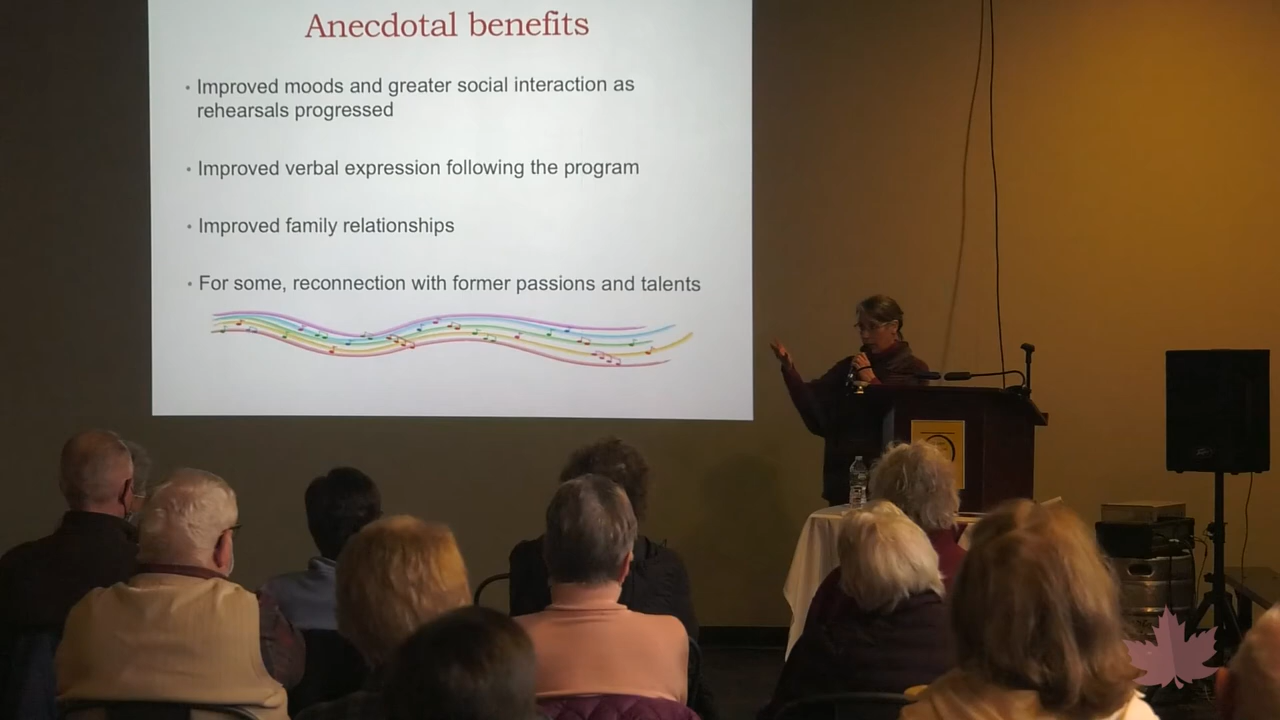 Anecdotal benefits
• Improved moods and greater social interaction as
rehearsals progressed
• Improved verbal expression following the program
• Improved family relationships
• For some, reconnection with former passions and talents